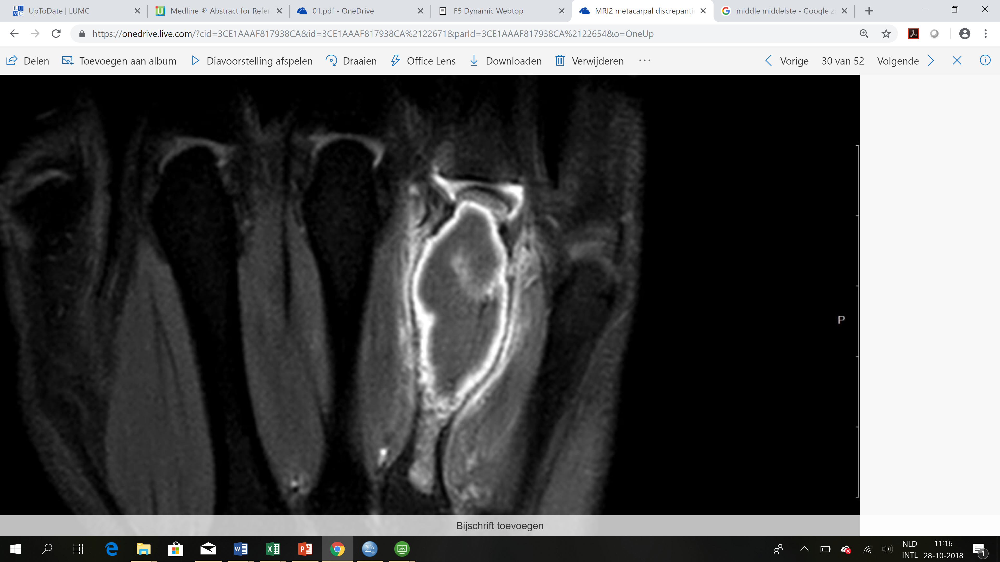 UpToDate | LUMC
Medline ® Abstract for Refer
01.pdf - OneDrive
F5 Dynamic Webtop
MRI2 metacarpal discrepanti
middle middelste - Google zo
https://onedrive.live.com/?cid=3CE1AAAF817938CA&id=3CE1AAAF817938CA%2122671&parId=3CE1AAAF817938CA%2122654&o=OneUp
Delen
Toevoegen aan album
Diavoorstelling afspelen
Draaien
Office Lens
Downloaden
Verwijderen
Vorige
30 van 52
Volgende
P
Bijschrift toevoegen
NLD
INTL
11:16
28-10-2018
1